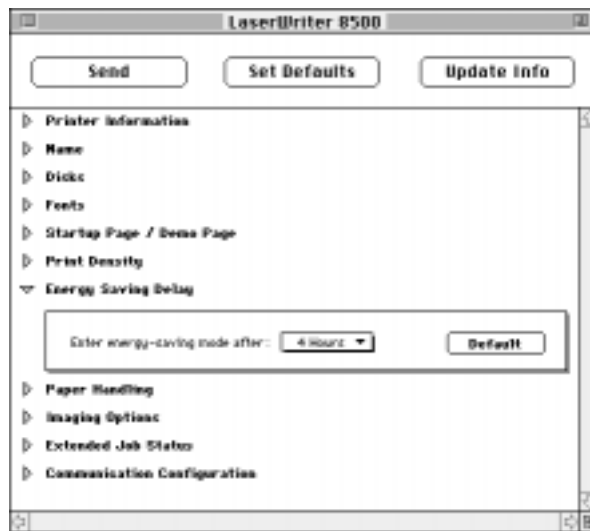 LaserWriter 8500
Send Set Defaults Update Info
Printer Information
Name
Disks
Fonts
Startup Page / Demo Page
Print Density
Energy Saving Delay
Enter energy-saving mode after: 4 Hours Default
Paper Handling
Imaging Options
Extended Job Status
Communication Configuration